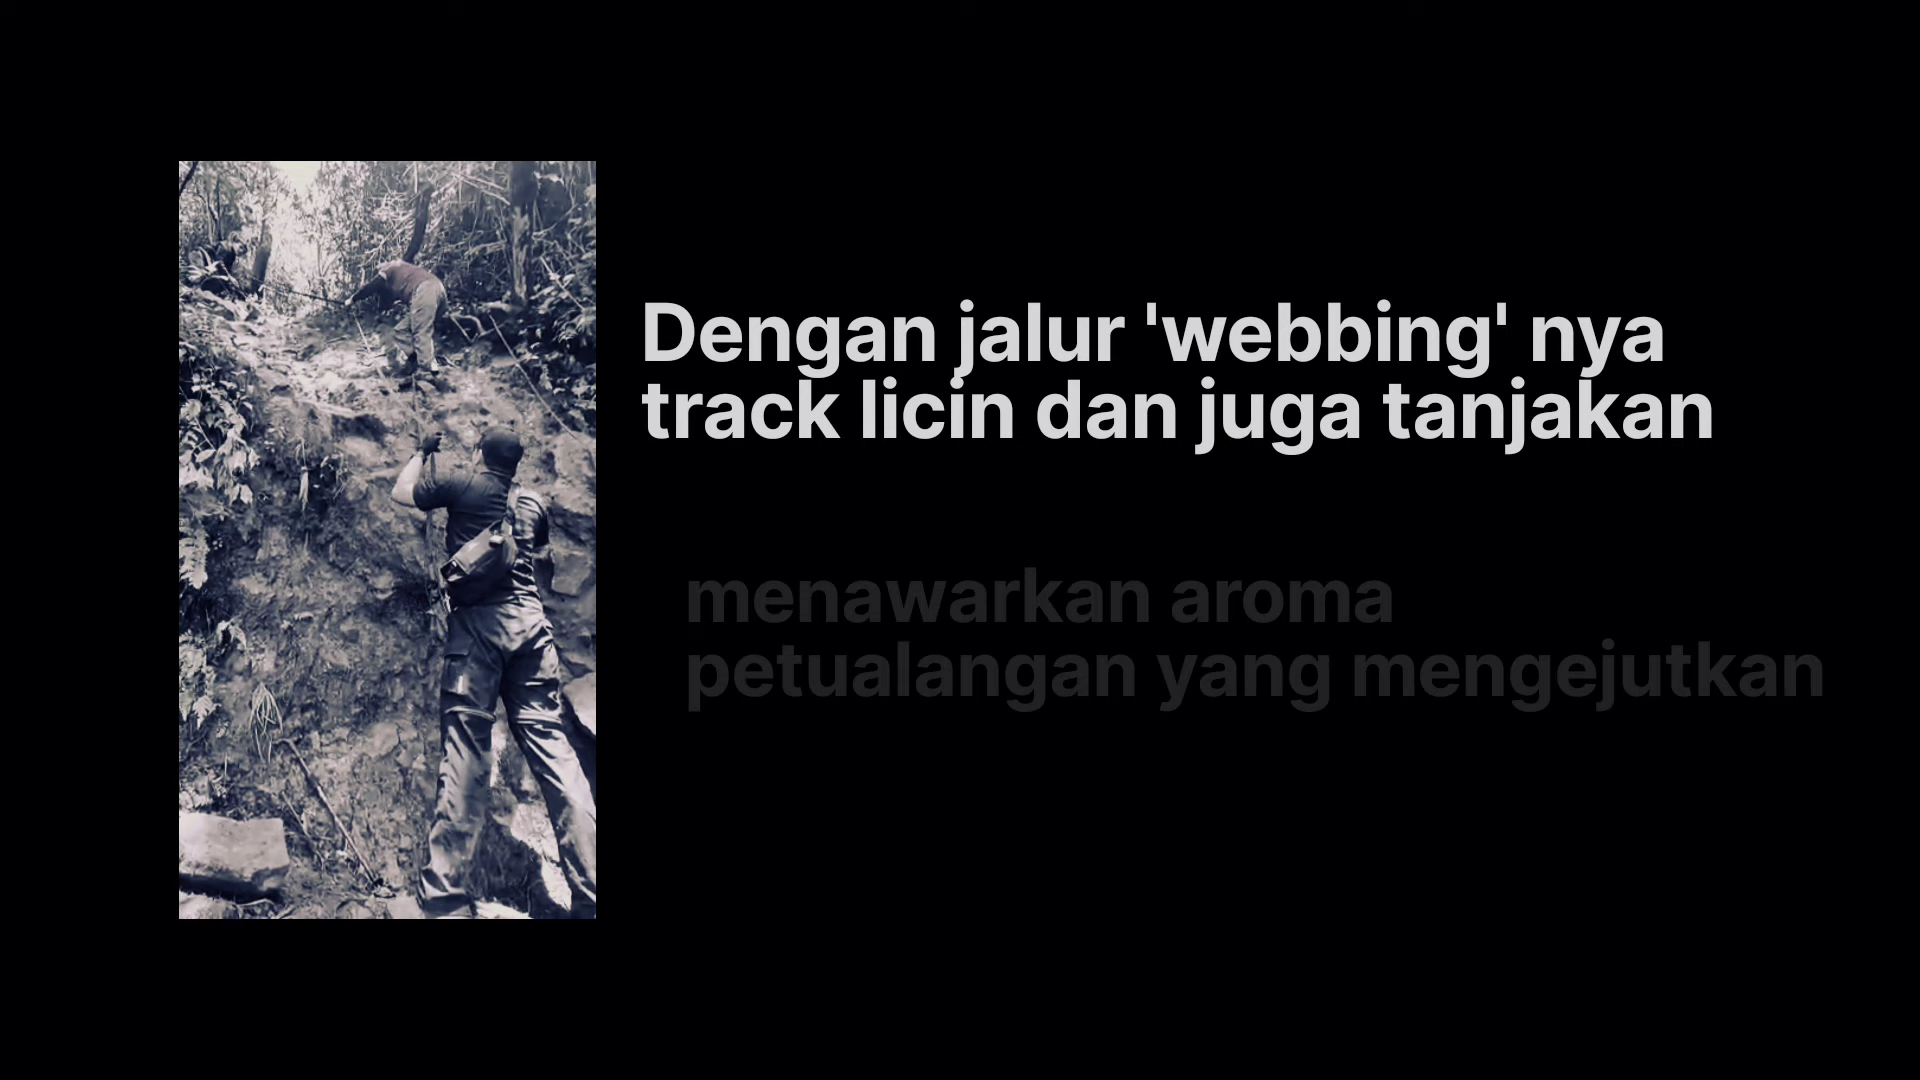 Dengan jalur 'webbing' nya
track licin dan juga tanjakan
menawarkan aroma
petualangan yang mengejutkan